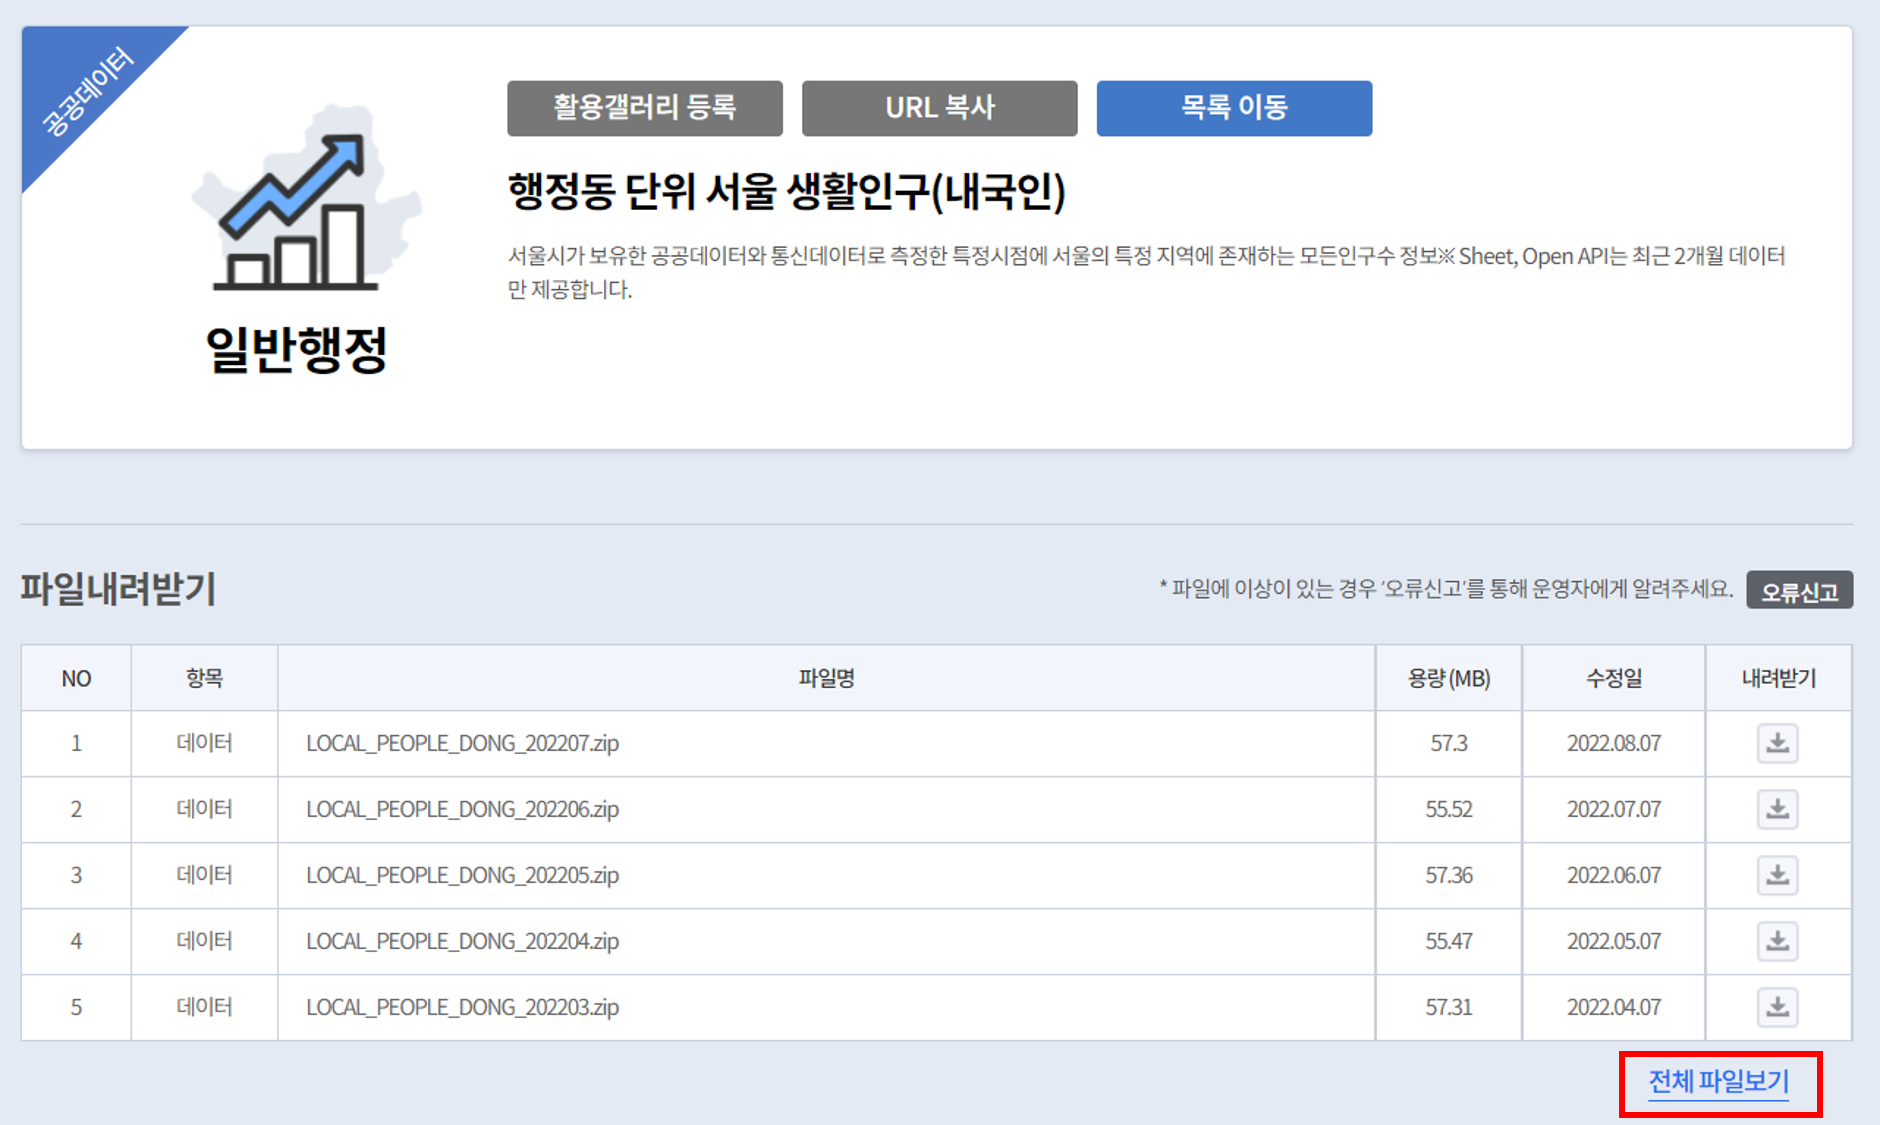 공공데이터
활용갤러리 등록 URL 복사 목록 이동
행정동 단위 서울 생활인구(내국인)
서울시가 보유한 공공데이터와 통신데이터로 측정한 특정시점에 서울의 특정 지역에 존재하는 모든인구수 정보※ Sheet, Open API는 최근 2개월 데이터
만 제공합니다.
일반행정
파일내려받기
* 파일에 이상이 있는 경우 ‘오류신고’를 통해 운영자에게 알려주세요. 오류신고
NO 항목 파일명 용량 (MB) 수정일 내려받기
1 데이터 LOCAL_PEOPLE_DONG_202207.zip 57.3 2022.08.07
2 데이터 LOCAL_PEOPLE_DONG_202206.zip 55.52 2022.07.07
3 데이터 LOCAL_PEOPLE_DONG_202205.zip 57.36 2022.06.07
4 데이터 LOCAL_PEOPLE_DONG_202204.zip 55.47 2022.05.07
5 데이터 LOCAL_PEOPLE_DONG_202203.zip 57.31 2022.04.07
전체 파일보기